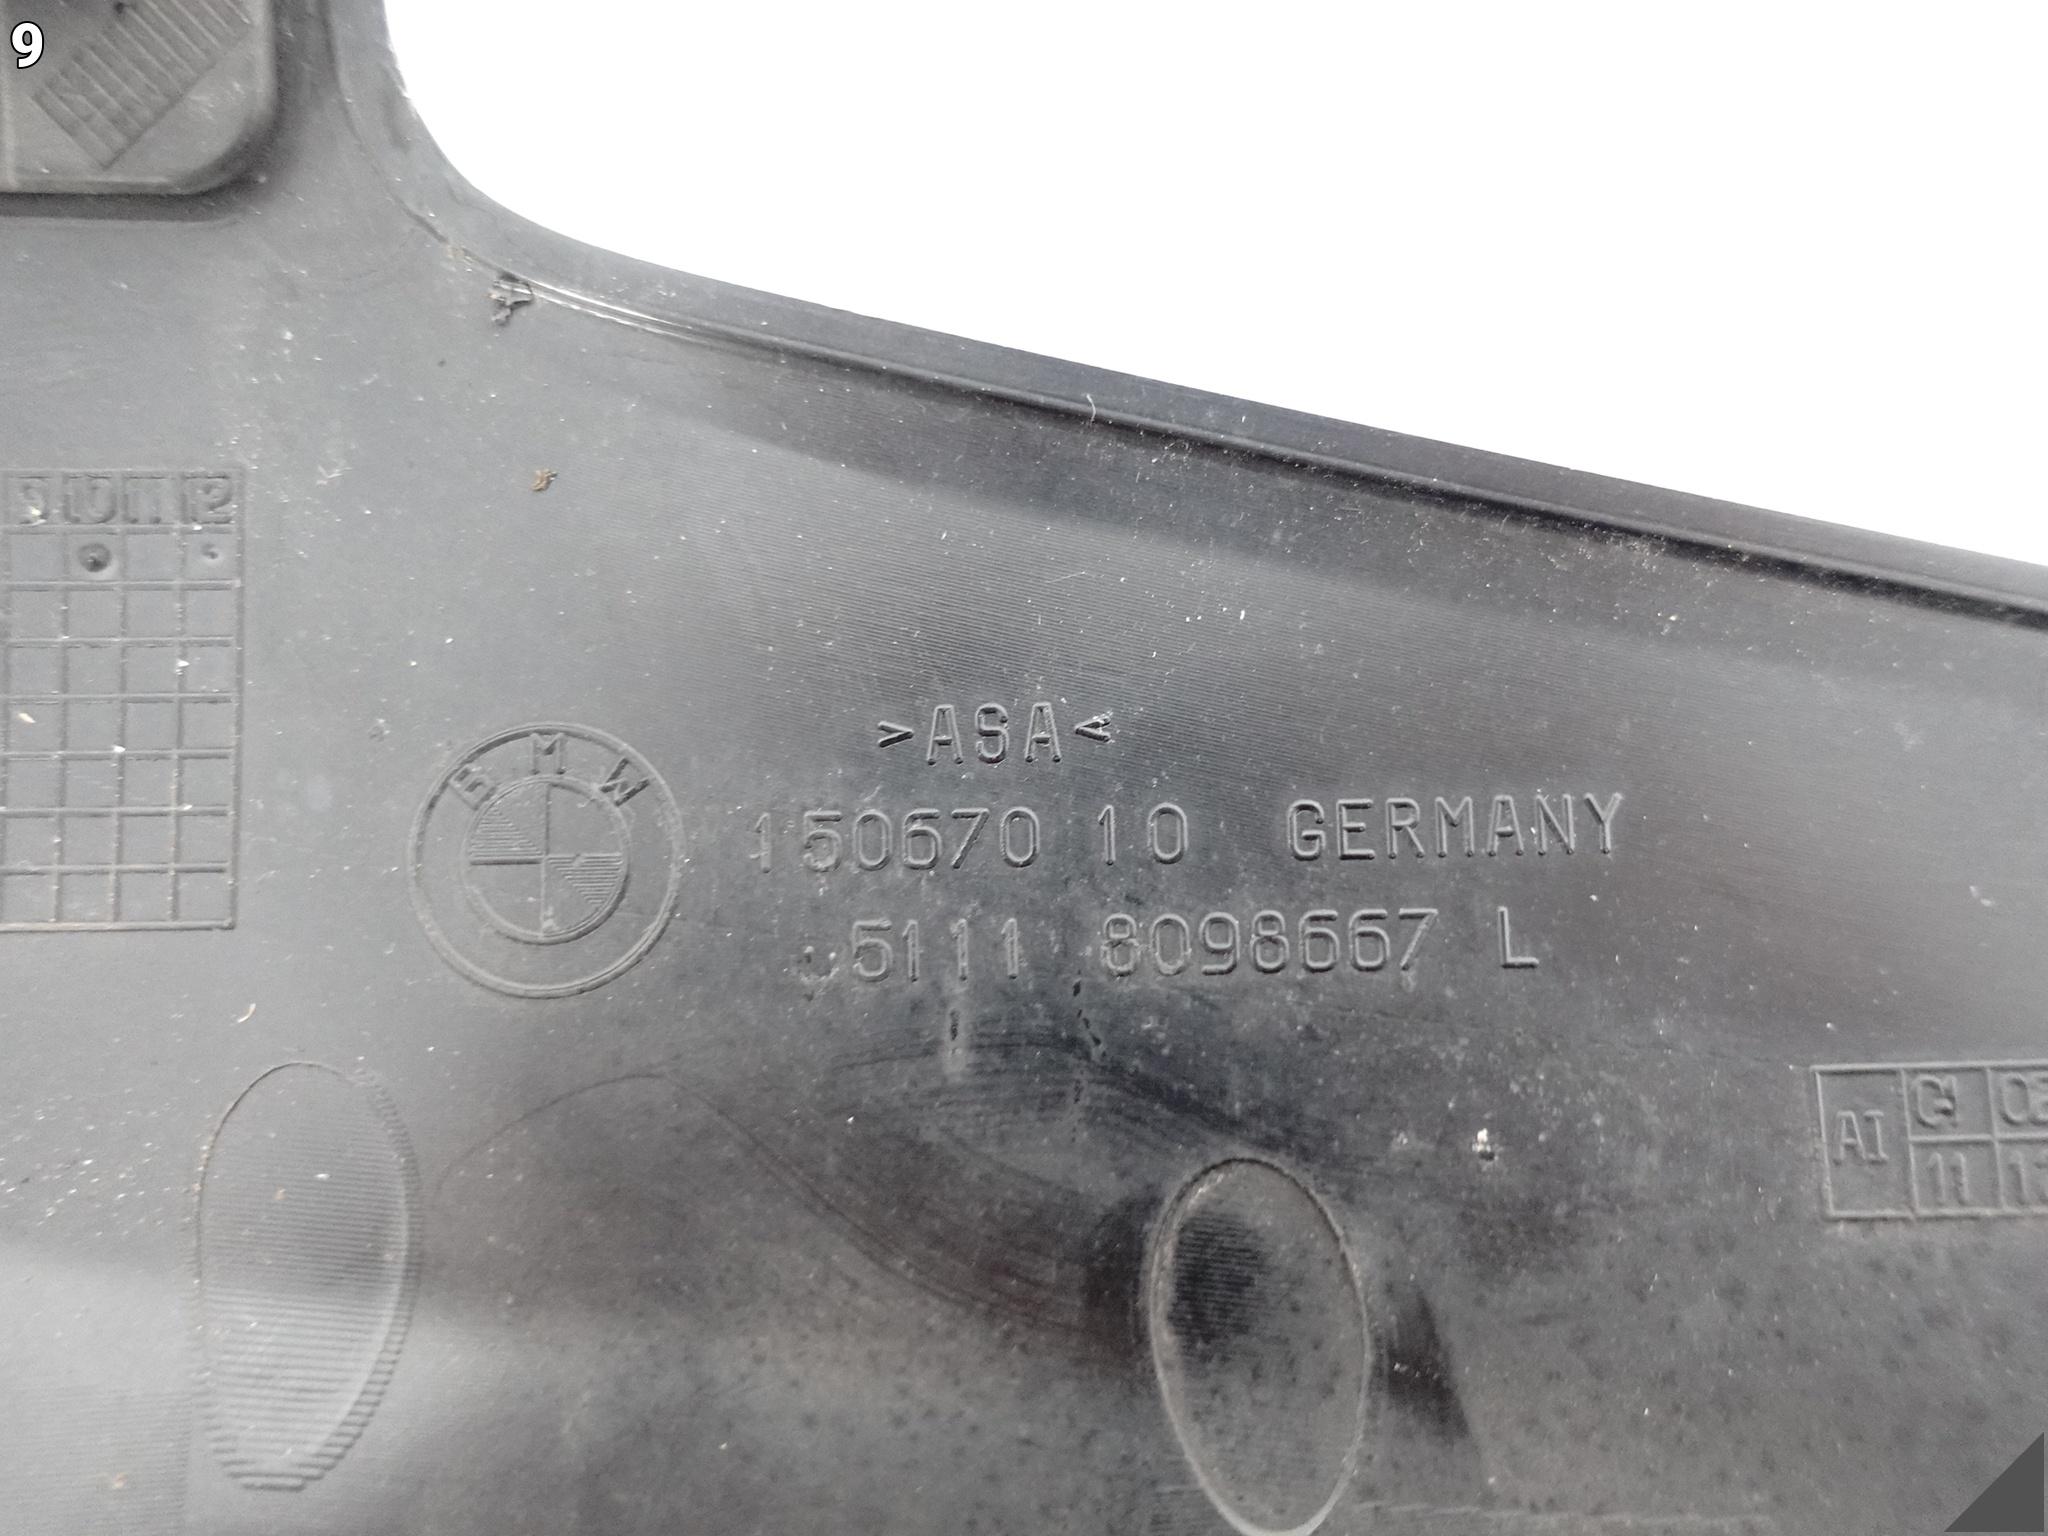 9
9 10 11 12
BMW
>ASA<
150670 10 GERMANY
5111 8098667 L
AI
11